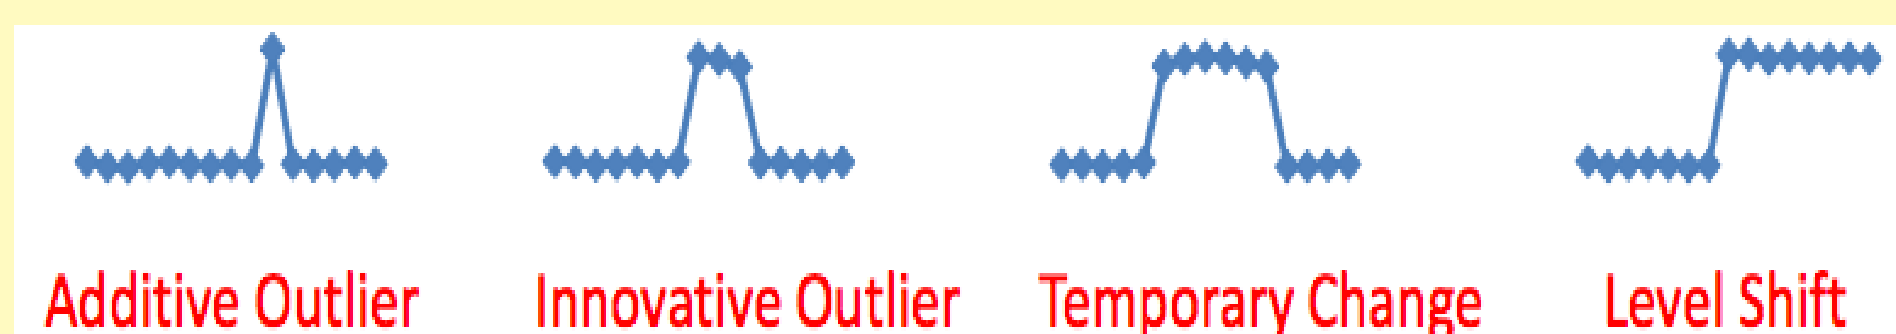 Additive Outlier
Innovative Outlier
Temporary Change
Level Shift